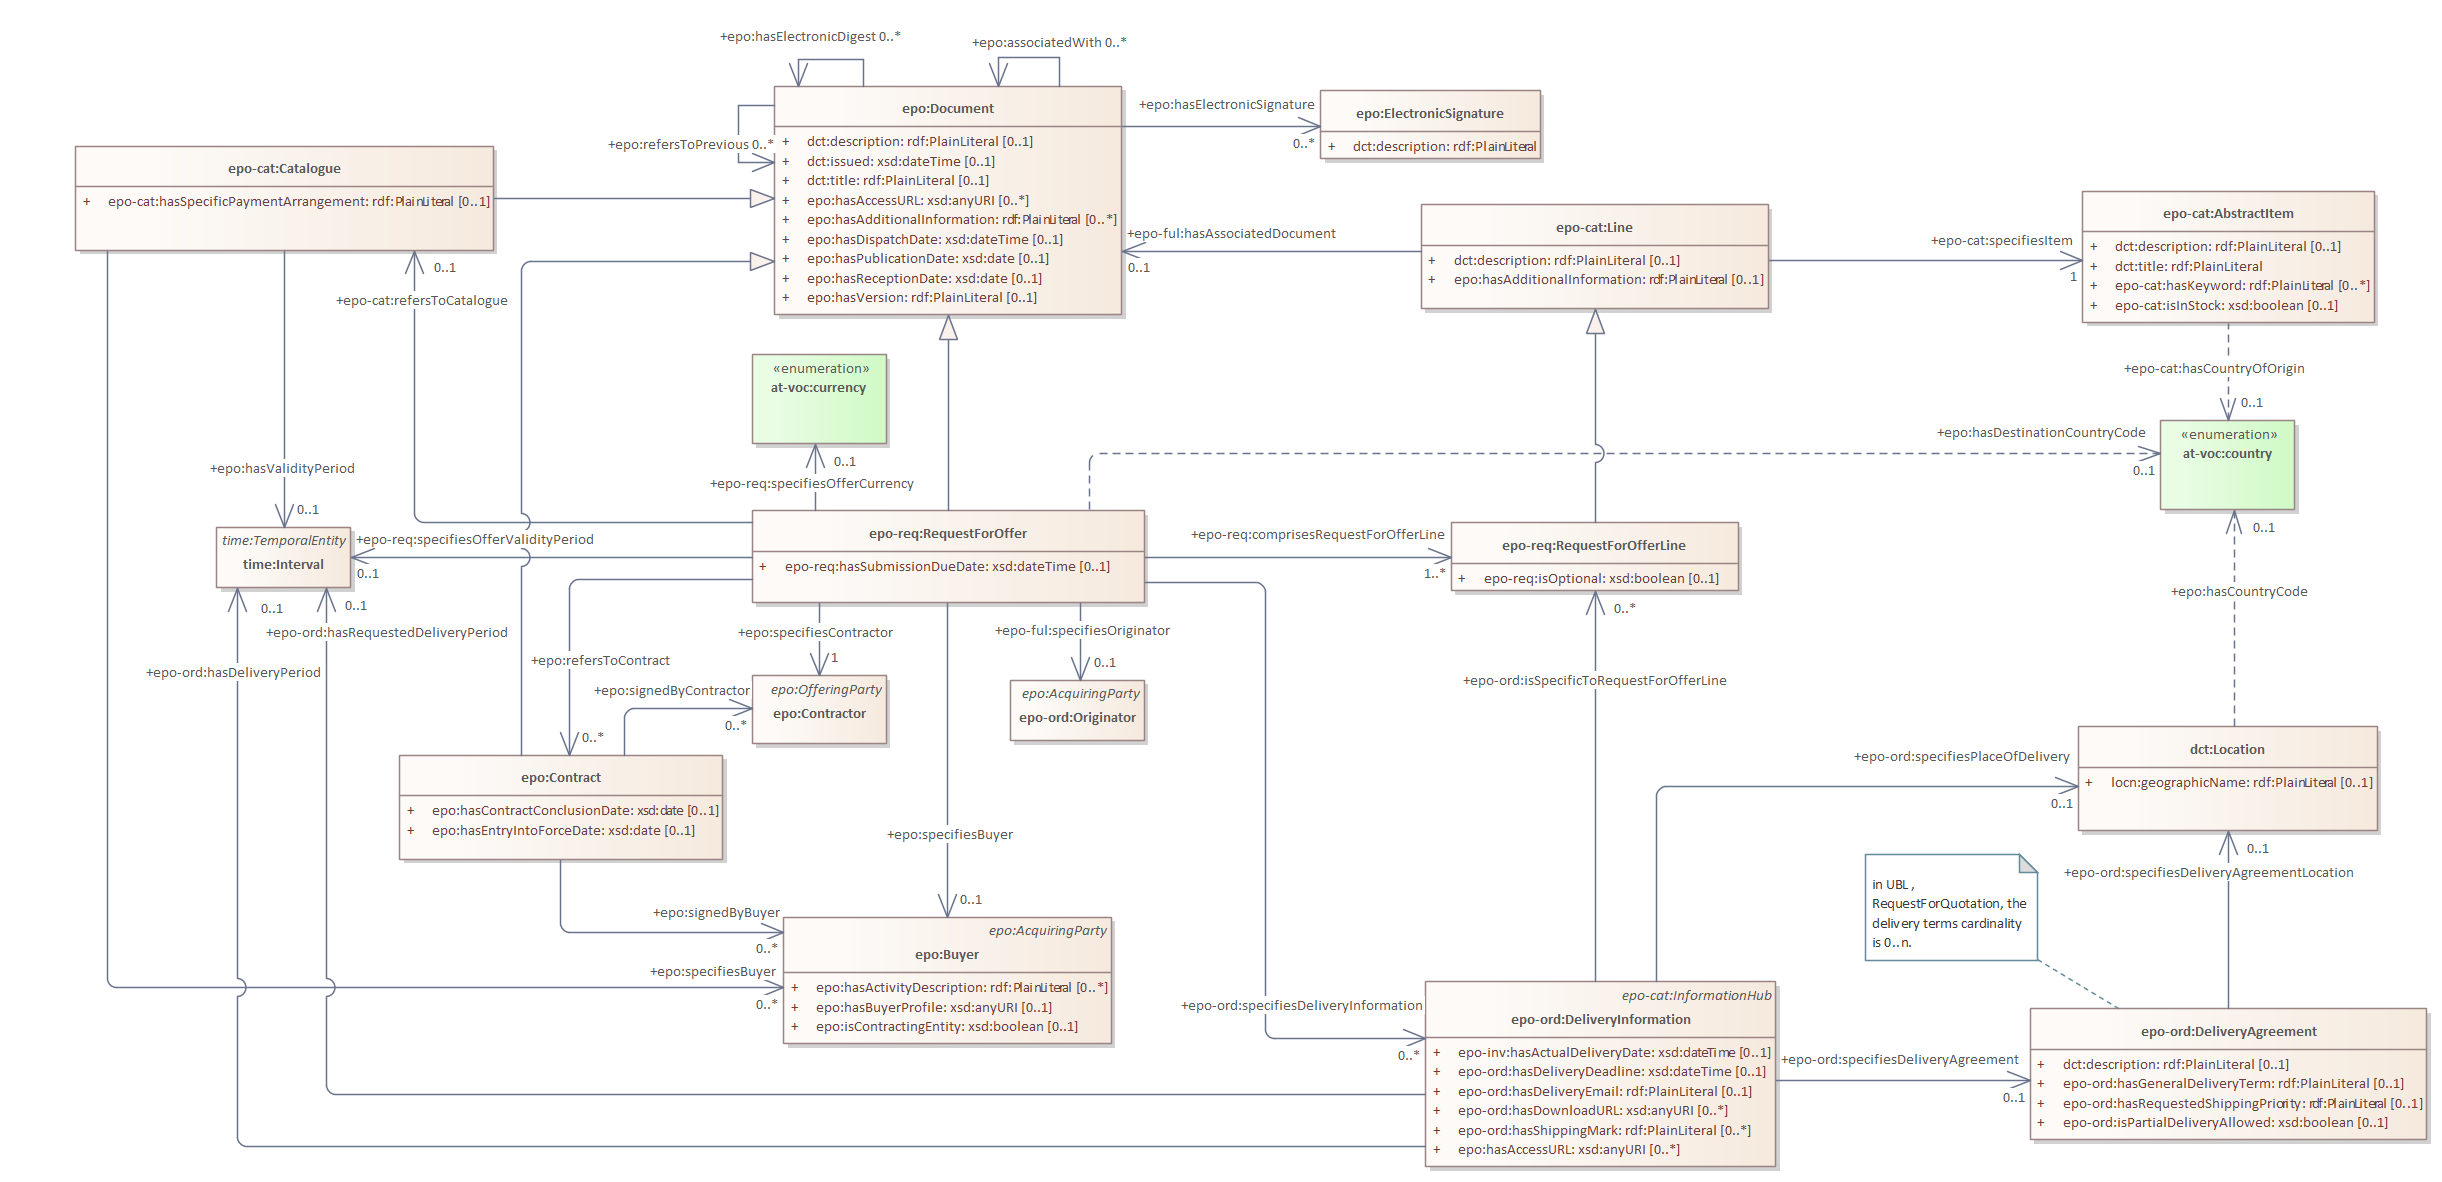 +epo:hasElectronicDigest 0..*
+epo:associatedWith 0..*
epo:Document
+ dct:description: rdf:PlainLiteral [0..1]
+ dct:issued: xsd:dateTime [0..1]
+ dct:title: rdf:PlainLiteral [0..1]
+ epo:hasAccessURL: xsd:anyURI [0..*]
+ epo:hasAdditionalInformation: rdf:PlainLiteral [0..*]
+ epo:hasDispatchDate: xsd:dateTime [0..1]
+ epo:hasPublicationDate: xsd:date [0..1]
+ epo:hasReceptionDate: xsd:date [0..1]
+ epo:hasVersion: rdf:PlainLiteral [0..1]
+epo:refersToPrevious 0..*
+epo:hasElectronicSignature
0..*
epo:ElectronicSignature
+ dct:description: rdf:PlainLiteral
epo-cat:Catalogue
+ epo-cat:hasSpecificPaymentArrangement: rdf:PlainLiteral [0..1]
+epo-ful:hasAssociatedDocument
0..1
epo-cat:Line
+ dct:description: rdf:PlainLiteral [0..1]
+ epo:hasAdditionalInformation: rdf:PlainLiteral [0..1]
+epo-cat:specifiesItem
1
epo-cat:AbstractItem
+ dct:description: rdf:PlainLiteral [0..1]
+ dct:title: rdf:PlainLiteral
+ epo-cat:hasKeyword: rdf:PlainLiteral [0..*]
+ epo-cat:isInStock: xsd:boolean [0..1]
0..1
+epo-cat:refersToCatalogue
«enumeration»
at-voc:currency
0..1
+epo-req:specifiesOfferCurrency
+epo-cat:hasCountryOfOrigin
0..1
+epo:hasDestinationCountryCode
0..1
«enumeration»
at-voc:country
0..1
+epo:hasValidityPeriod
0..1
time:TemporalEntity
time:Interval
+epo-req:specifiesOfferValidityPeriod
0..1
epo-req:RequestForOffer
+ epo-req:hasSubmissionDueDate: xsd:dateTime [0..1]
+epo-req:comprisesRequestForOfferLine
1..*
epo-req:RequestForOfferLine
+ epo-req:isOptional: xsd:boolean [0..1]
0..*
+epo:hasCountryCode
0..1
0..1
+epo-ord:hasRequestedDeliveryPeriod
+epo-ord:hasDeliveryPeriod
+epo:specifiesContractor
1
+epo-ful:specifiesOriginator
0..1
+epo:refersToContract
0..*
+epo:signedByContractor
0..*
epo:OfferingParty
epo:Contractor
epo:AcquiringParty
epo-ord:Originator
+epo-ord:isSpecificToRequestForOfferLine
epo:Contract
+ epo:hasContractConclusionDate: xsd:date [0..1]
+ epo:hasEntryIntoForceDate: xsd:date [0..1]
+epo-ord:specifiesPlaceOfDelivery
0..1
dct:Location
+ locn:geographicName: rdf:PlainLiteral [0..1]
+epo:specifiesBuyer
0..1
0..1
+epo-ord:specifiesDeliveryAgreementLocation
in UBL ,
RequestForQuotation, the
delivery terms cardinality
is 0..n.
+epo:signedByBuyer
0..*
+epo:specifiesBuyer
0..*
epo:AcquiringParty
epo:Buyer
+ epo:hasActivityDescription: rdf:PlainLiteral [0..*]
+ epo:hasBuyerProfile: xsd:anyURI [0..1]
+ epo:isContractingEntity: xsd:boolean [0..1]
+epo-ord:specifiesDeliveryInformation
0..*
epo-cat:InformationHub
epo-ord:DeliveryInformation
+ epo-inv:hasActualDeliveryDate: xsd:dateTime [0..1]
+ epo-ord:hasDeliveryDeadline: xsd:dateTime [0..1]
+ epo-ord:hasDeliveryEmail: rdf:PlainLiteral [0..1]
+ epo-ord:hasDownloadURL: xsd:anyURI [0..*]
+ epo-ord:hasShippingMark: rdf:PlainLiteral [0..*]
+ epo:hasAccessURL: xsd:anyURI [0..*]
+epo-ord:specifiesDeliveryAgreement
0..1
epo-ord:DeliveryAgreement
+ dct:description: rdf:PlainLiteral [0..1]
+ epo-ord:hasGeneralDeliveryTerm: rdf:PlainLiteral [0..1]
+ epo-ord:hasRequestedShippingPriority: rdf:PlainLiteral [0..1]
+ epo-ord:isPartialDeliveryAllowed: xsd:boolean [0..1]